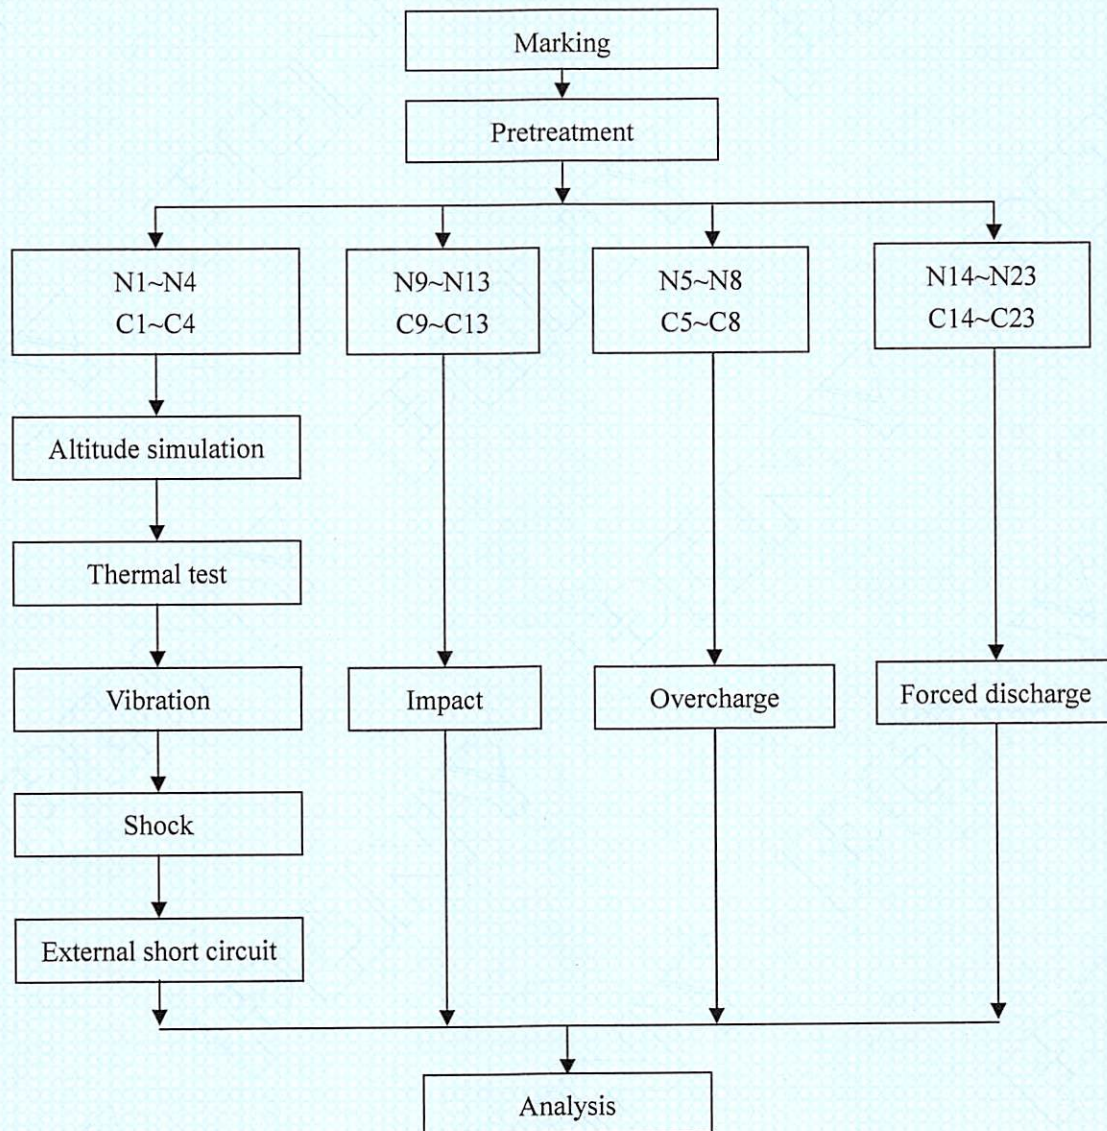 Marking
Pretreatment
N1~N4
C1~C4
N9~N13
C9~C13
N5~N8
C5~C8
N14~N23
C14~C23
Altitude simulation
Thermal test
Vibration
Impact
Overcharge
Forced discharge
Shock
External short circuit
Analysis